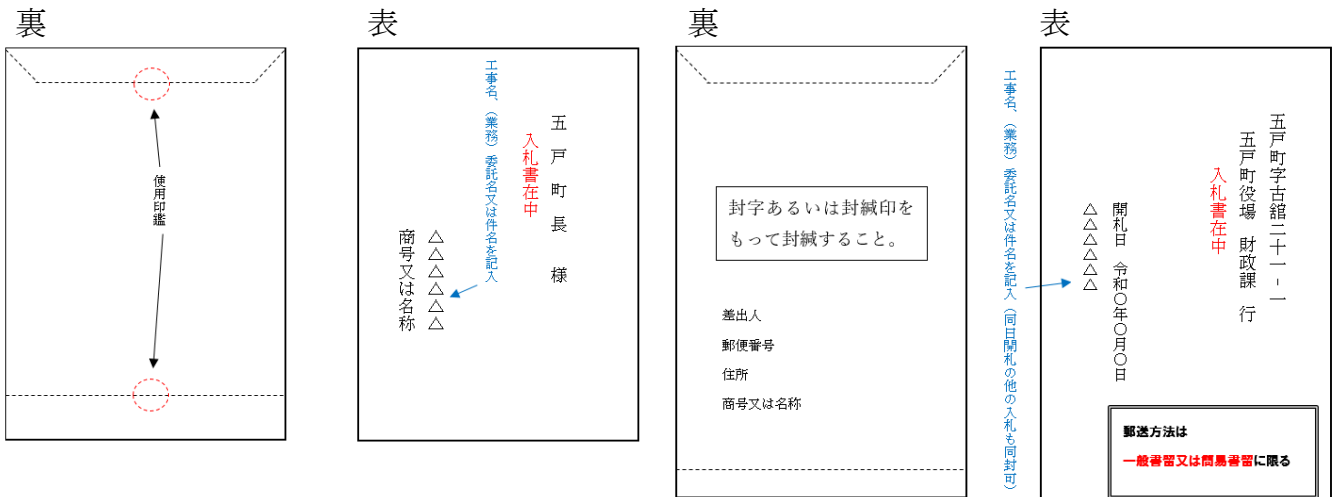 裏
使用印鑑
表
五戸町長　様
入札書在中
工事名、（業務）委託名又は件名を記入
△△△△△△
商号又は名称
裏
封字あるいは封緘印を
もって封緘すること。
差出人
郵便番号
住所
商号又は名称
表
五戸町字古舘二十一 - 一
五戸町役場　財政課　行
入札書在中
開札日　令和〇年〇月〇日
△△△△△△
工事名、（業務）委託名又は件名を記入（同日開札の他の入札も同封可）
郵送方法は
一般書留又は簡易書留に限る